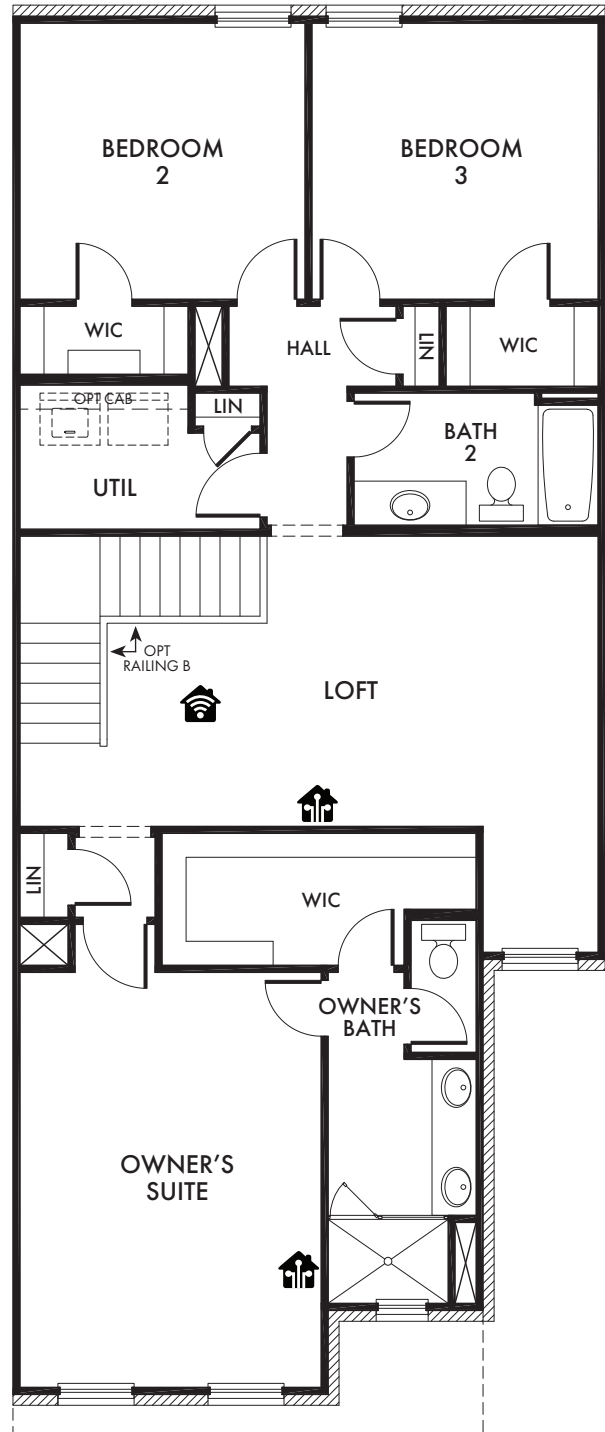 BEDROOM
2
BEDROOM
3
WIC
HALL
LIN
WIC
OPT CAB
LIN
BATH
2
UTIL
OPT
RAILING B
LOFT
LIN
WIC
OWNER'S
BATH
OWNER'S
SUITE